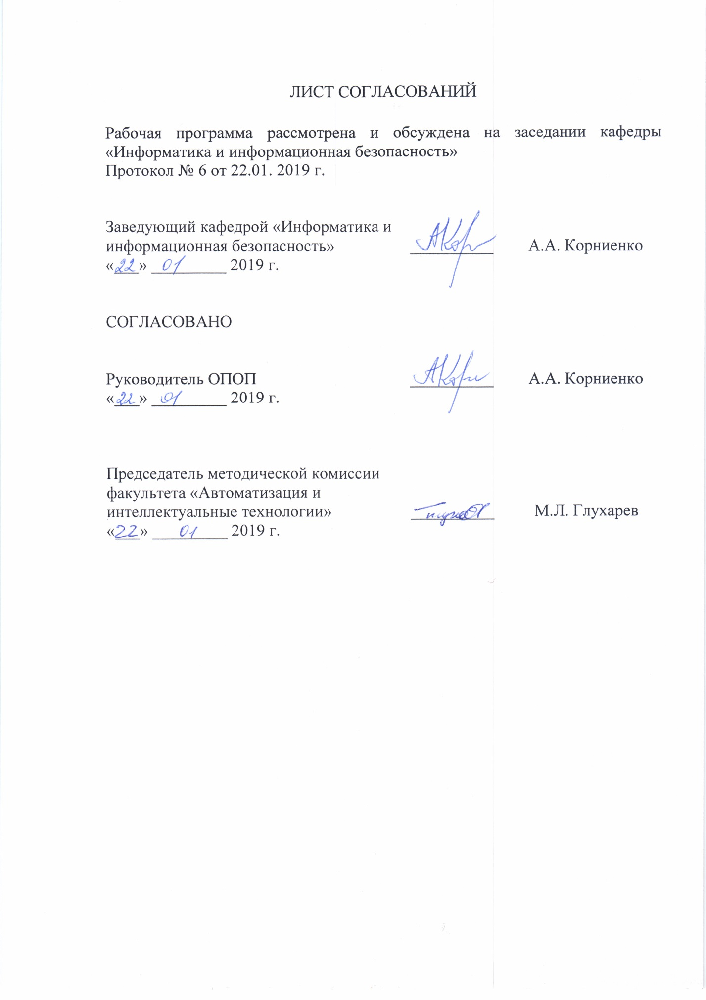 ЛИСТ СОГЛАСОВАНИЙ
Рабочая программа рассмотрена и обсуждена на заседании кафедры
«Информатика и информационная безопасность»
Протокол № 6 от 22.01. 2019 г.
Заведующий кафедрой «Информатика и
информационная безопасность» А.А. Корниенко
«22» 01 2019 г.
СОГЛАСОВАНО
Руководитель ОПОП А.А. Корниенко
«22» 01 2019 г.
Председатель методической комиссии
факультета «Автоматизация и
интеллектуальные технологии» М.Л. Глухарев
«22» 01 2019 г.